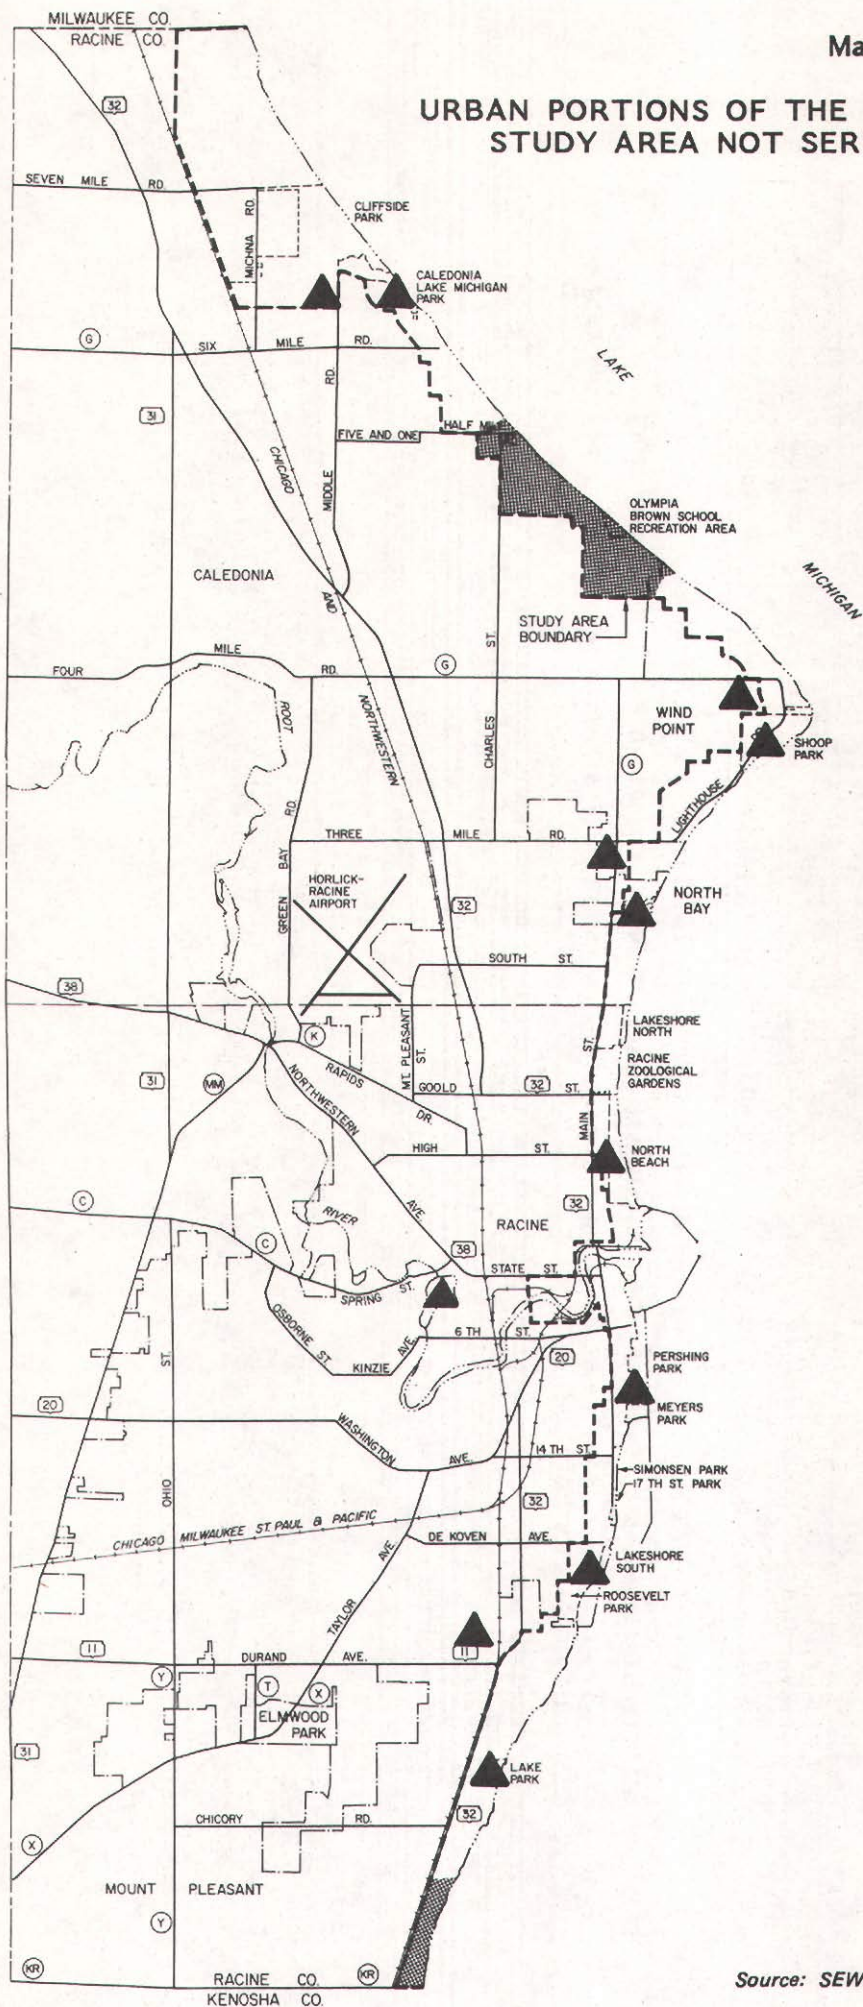 MILWAUKEE CO.
RACINE CO.
Ma
URBAN PORTIONS OF THE
STUDY AREA NOT SER
32
SEVEN MILE RD.
MICHNA RD.
CLIFFSIDE
PARK
CALEDONIA
LAKE MICHIGAN
PARK
G
SIX MILE RD.
LAKE
31
MIDDLE RD.
FIVE AND ONE HALF MILE
CHICAGO AND NORTHWESTERN
OLYMPIA
BROWN SCHOOL
RECREATION AREA
CALEDONIA
MICHIGAN
STUDY AREA
BOUNDARY
FOUR MILE RD.
G
CHARLES ST.
ROOT
WIND
POINT
SHOOP
PARK
G
LIGHTHOUSE
THREE MILE RD.
GREEN BAY RD.
HORLICK-
RACINE
AIRPORT
NORTH
BAY
32
SOUTH ST.
38
LAKESHORE
NORTH
K
MT. PLEASANT ST.
RACINE
ZOOLOGICAL
GARDENS
31
MM
RAPIDS DR.
GOOLD 32 ST.
NORTHWESTERN AVE.
MAIN ST.
HIGH ST.
NORTH
BEACH
C
RIVER
RACINE
32
C
38
STATE ST.
SPRING ST.
OSBORNE ST.
6 TH ST.
KINZIE AVE.
20
PERSHING
PARK
20
MEYERS
PARK
WASHINGTON AVE.
14 TH ST.
SIMONSEN PARK
17 TH ST. PARK
OHIO ST.
32
CHICAGO MILWAUKEE ST. PAUL & PACIFIC
DE KOVEN AVE.
LAKESHORE
SOUTH
ROOSEVELT
PARK
TAYLOR AVE.
11
DURAND AVE.
11
Y
T
X
ELMWOOD
PARK
31
LAKE
PARK
CHICORY RD.
32
X
MOUNT PLEASANT
Y
KR
KR
RACINE CO.
KENOSHA CO.
Source: SEW